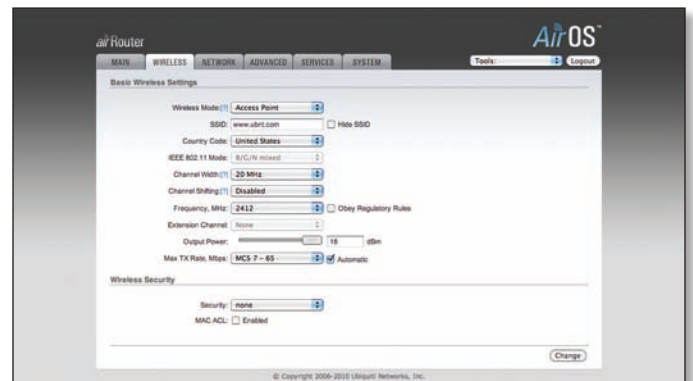 airRouter
AirOS™
MAIN WIRELESS NETWORK ADVANCED SERVICES SYSTEM Tools: Logout
Basic Wireless Settings
Wireless Mode:[?] Access Point
SSID: www.ubnt.com Hide SSID
Country Code: United States
IEEE 802.11 Mode: B/G/N mixed
Channel Width:[?] 20 MHz
Channel Shifting:[?] Disabled
Frequency, MHz: 2412 Obey Regulatory Rules
Extension Channel: None
Output Power: 18 dBm
Max TX Rate, Mbps: MCS 7 - 65 Automatic
Wireless Security
Security: none
MAC ACL: Enabled
Change
© Copyright 2006-2010 Ubiquiti Networks, Inc.